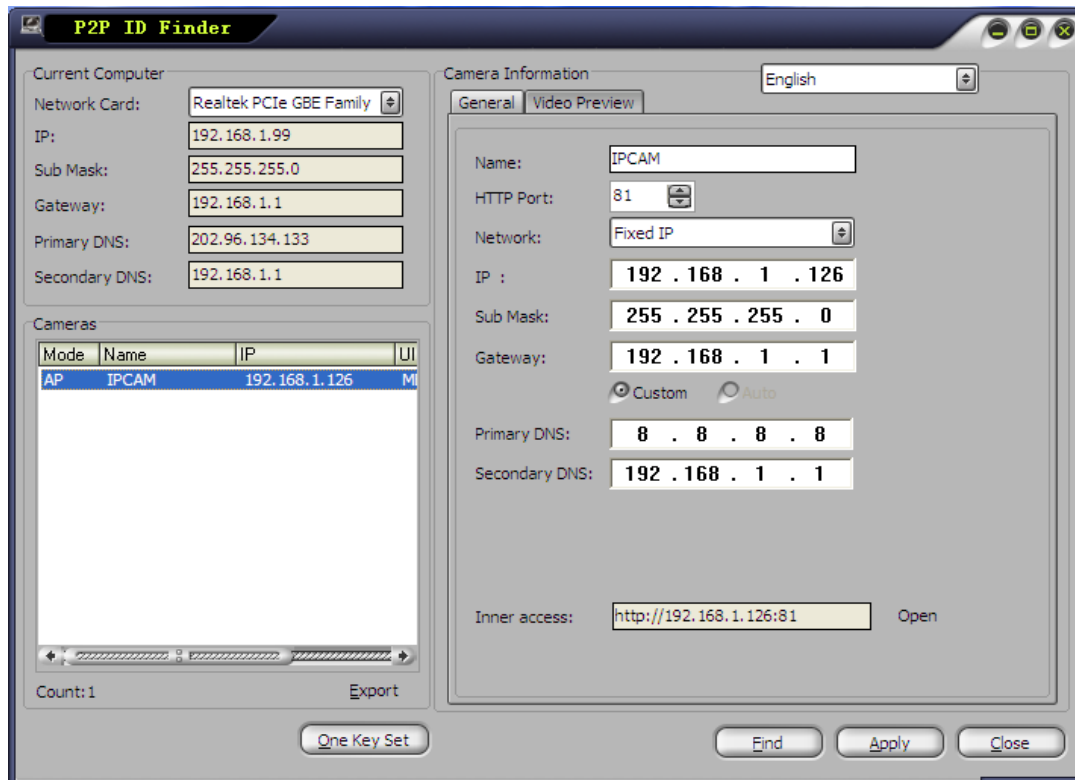 P2P ID Finder
Current Computer
Network Card: Realtek PCIe GBE Family
IP: 192.168.1.99
Sub Mask: 255.255.255.0
Gateway: 192.168.1.1
Primary DNS: 202.96.134.133
Secondary DNS: 192.168.1.1
Cameras
Mode Name IP UI
AP IPCAM 192.168.1.126 MI
Count:1 Export
One Key Set
Camera Information
English
General Video Preview
Name: IPCAM
HTTP Port: 81
Network: Fixed IP
IP : 192 . 168 . 1 . 126
Sub Mask: 255 . 255 . 255 . 0
Gateway: 192 . 168 . 1 . 1
Custom Auto
Primary DNS: 8 . 8 . 8 . 8
Secondary DNS: 192 . 168 . 1 . 1
Inner access: http://192.168.1.126:81 Open
Find Apply Close